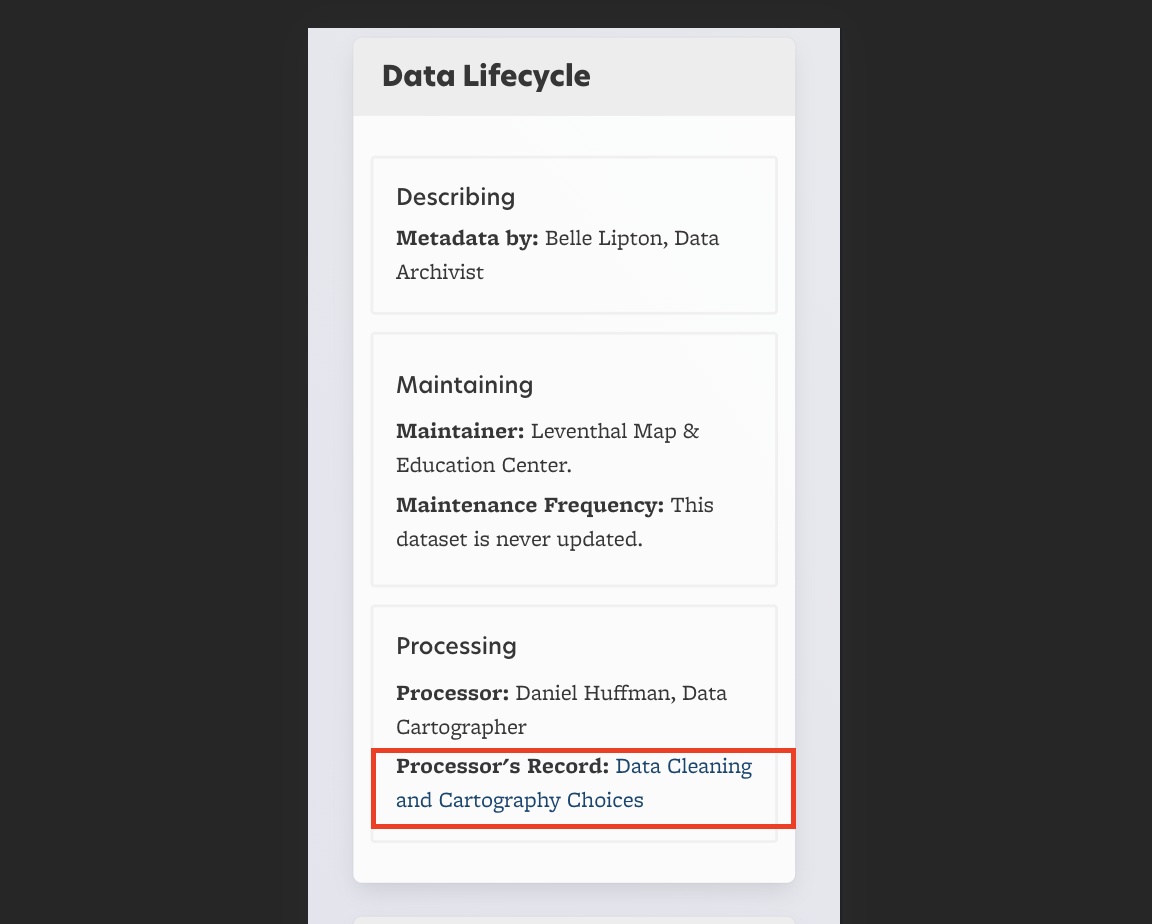 Data Lifecycle
Describing
Metadata by: Belle Lipton, Data
Archivist
Maintaining
Maintainer: Leventhal Map &
Education Center.
Maintenance Frequency: This
dataset is never updated.
Processing
Processor: Daniel Huffman, Data
Cartographer
Processor's Record: Data Cleaning
and Cartography Choices